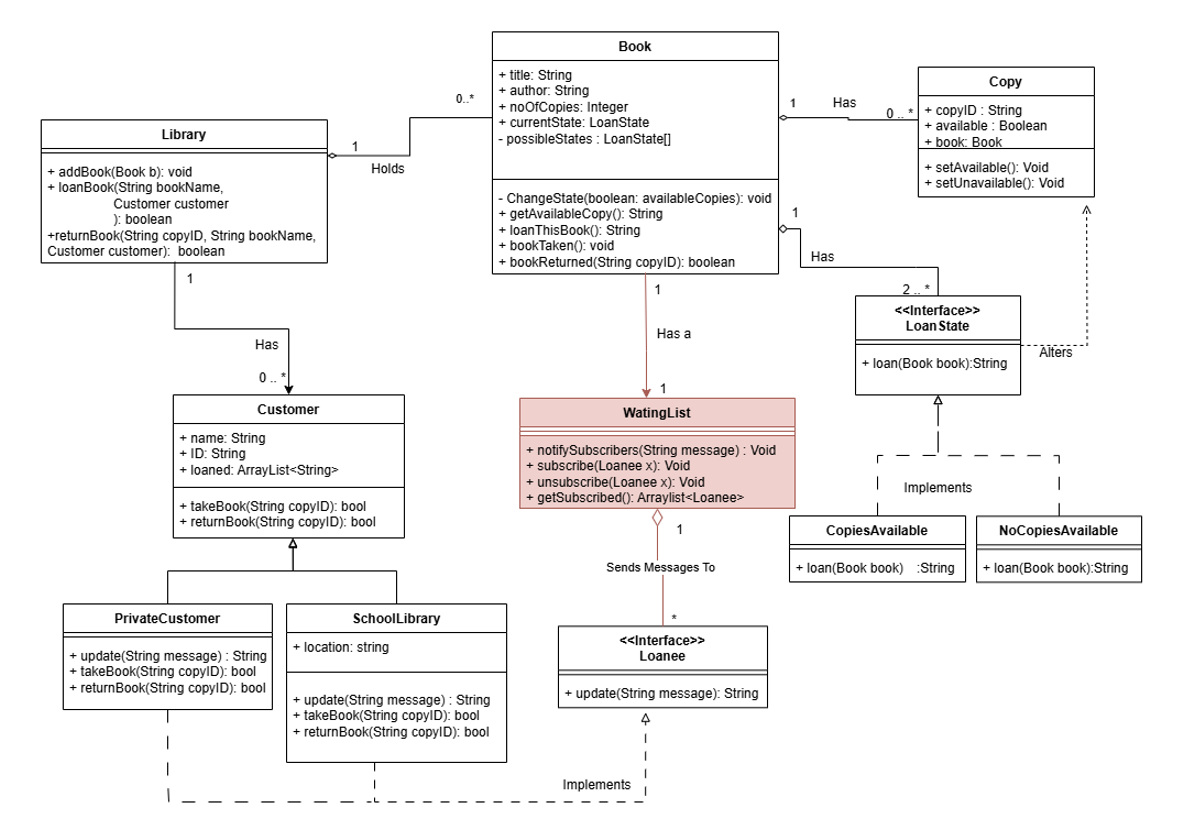 Book
+ title: String
+ author: String
+ noOfCopies: Integer
+ currentState: LoanState
- possibleStates : LoanState[]
- ChangeState(boolean: availableCopies): void
+ getAvailableCopy(): String
+ loanThisBook(): String
+ bookTaken(): void
+ bookReturned(String copyID): boolean
1
Has
0 .. *
Copy
+ copyID : String
+ available : Boolean
+ book: Book
+ setAvailable(): Void
+ setUnavailable(): Void
0..*
1
Holds
Library
+ addBook(Book b): void
+ loanBook(String bookName,
Customer customer
): boolean
+returnBook(String copyID, String bookName,
Customer customer): boolean
1
Has
2 .. *
<<Interface>>
LoanState
+ loan(Book book):String
Alters
1
Has
0 .. *
1
Has a
1
Customer
+ name: String
+ ID: String
+ loaned: ArrayList<String>
+ takeBook(String copyID): bool
+ returnBook(String copyID): bool
WatingList
+ notifySubscribers(String message) : Void
+ subscribe(Loanee x): Void
+ unsubscribe(Loanee x): Void
+ getSubscribed(): Arraylist<Loanee>
Implements
CopiesAvailable
+ loan(Book book) :String
NoCopiesAvailable
+ loan(Book book):String
1
Sends Messages To
*
PrivateCustomer
+ update(String message) : String
+ takeBook(String copyID): bool
+ returnBook(String copyID): bool
SchoolLibrary
+ location: string
+ update(String message) : String
+ takeBook(String copyID): bool
+ returnBook(String copyID): bool
<<Interface>>
Loanee
+ update(String message): String
Implements